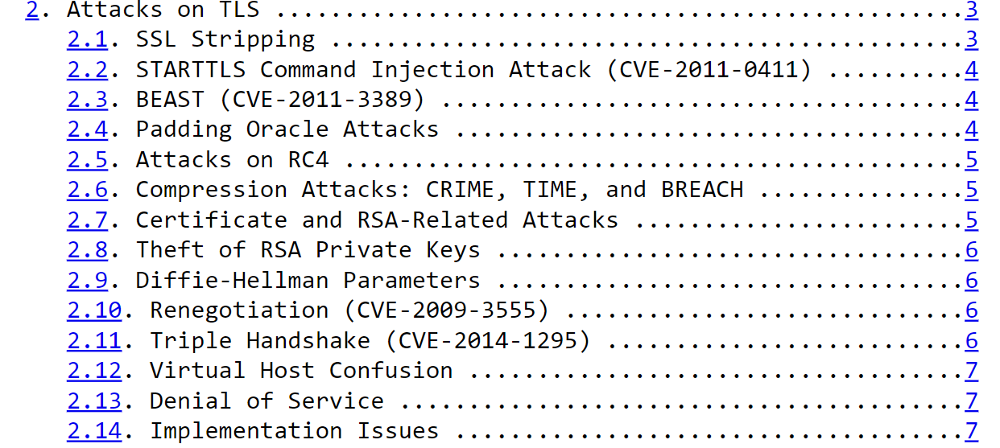 2. Attacks on TLS ..................................................3
2.1. SSL Stripping ..............................................3
2.2. STARTTLS Command Injection Attack (CVE-2011-0411) ..........4
2.3. BEAST (CVE-2011-3389) ......................................4
2.4. Padding Oracle Attacks .....................................4
2.5. Attacks on RC4 .............................................5
2.6. Compression Attacks: CRIME, TIME, and BREACH ...............5
2.7. Certificate and RSA-Related Attacks ........................5
2.8. Theft of RSA Private Keys ..................................6
2.9. Diffie-Hellman Parameters ..................................6
2.10. Renegotiation (CVE-2009-3555) .............................6
2.11. Triple Handshake (CVE-2014-1295) ..........................6
2.12. Virtual Host Confusion ....................................7
2.13. Denial of Service .........................................7
2.14. Implementation Issues .....................................7